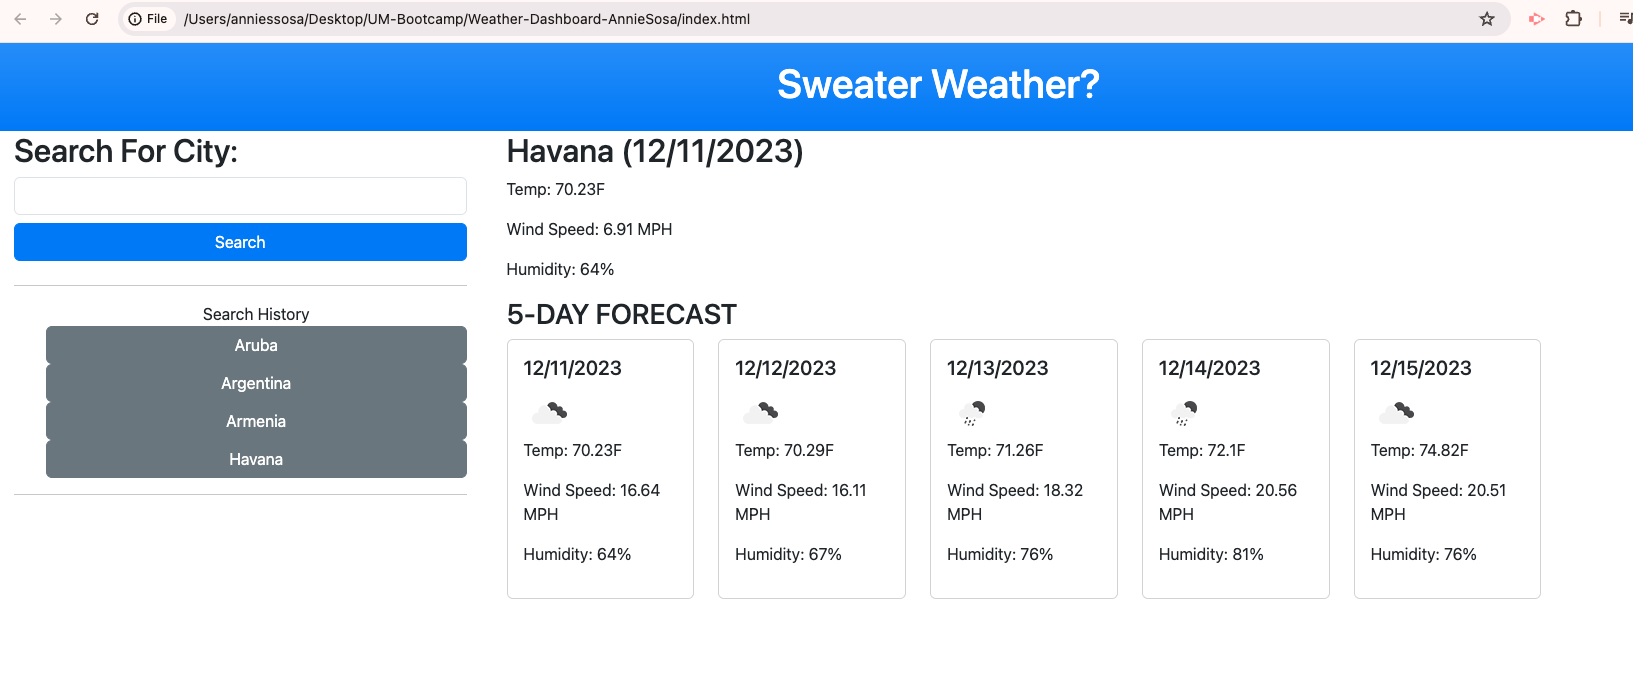 File /Users/anniessosa/Desktop/UM-Bootcamp/Weather-Dashboard-AnnieSosa/index.html
Sweater Weather?
Search For City:
Search
Search History
Aruba
Argentina
Armenia
Havana
Havana (12/11/2023)
Temp: 70.23F
Wind Speed: 6.91 MPH
Humidity: 64%
5-DAY FORECAST
12/11/2023
Temp: 70.23F
Wind Speed: 16.64
MPH
Humidity: 64%
12/12/2023
Temp: 70.29F
Wind Speed: 16.11
MPH
Humidity: 67%
12/13/2023
Temp: 71.26F
Wind Speed: 18.32
MPH
Humidity: 76%
12/14/2023
Temp: 72.1F
Wind Speed: 20.56
MPH
Humidity: 81%
12/15/2023
Temp: 74.82F
Wind Speed: 20.51
MPH
Humidity: 76%